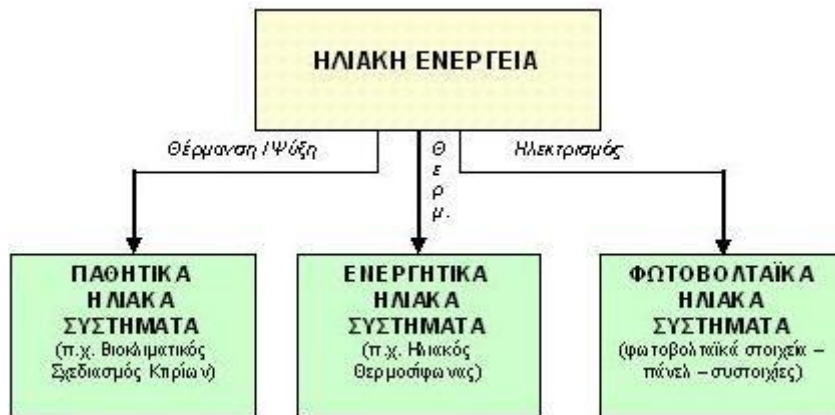 ΗΛΙΑΚΗ ΕΝΕΡΓΕΙΑ
Θέρμανση / Ψύξη
Θερμ.
Ηλεκτρισμός
ΠΑΘΗΤΙΚΑ
ΗΛΙΑΚΑ
ΣΥΣΤΗΜΑΤΑ
(π.χ. Βιοκλιματικός
Σχεδιασμός Κτιρίων)
ΕΝΕΡΓΗΤΙΚΑ
ΗΛΙΑΚΑ
ΣΥΣΤΗΜΑΤΑ
(π.χ. Ηλιακός
Θερμοσίφωνας)
ΦΩΤΟΒΟΛΤΑΪΚΑ
ΗΛΙΑΚΑ
ΣΥΣΤΗΜΑΤΑ
(φωτοβολταϊκά στοιχεία –
πάνελ – συστοιχίες)